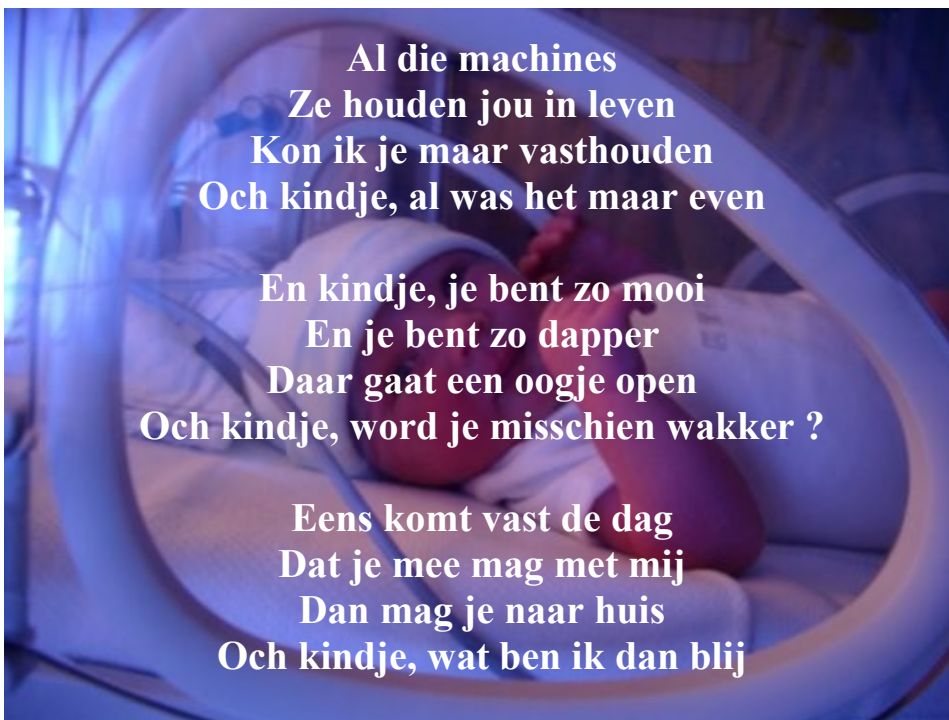 Al die machines
Ze houden jou in leven
Kon ik je maar vasthouden
Och kindje, al was het maar even
En kindje, je bent zo mooi
En je bent zo dapper
Daar gaat een oogje open
Och kindje, word je misschien wakker ?
Eens komt vast de dag
Dat je mee mag met mij
Dan mag je naar huis
Och kindje, wat ben ik dan blij